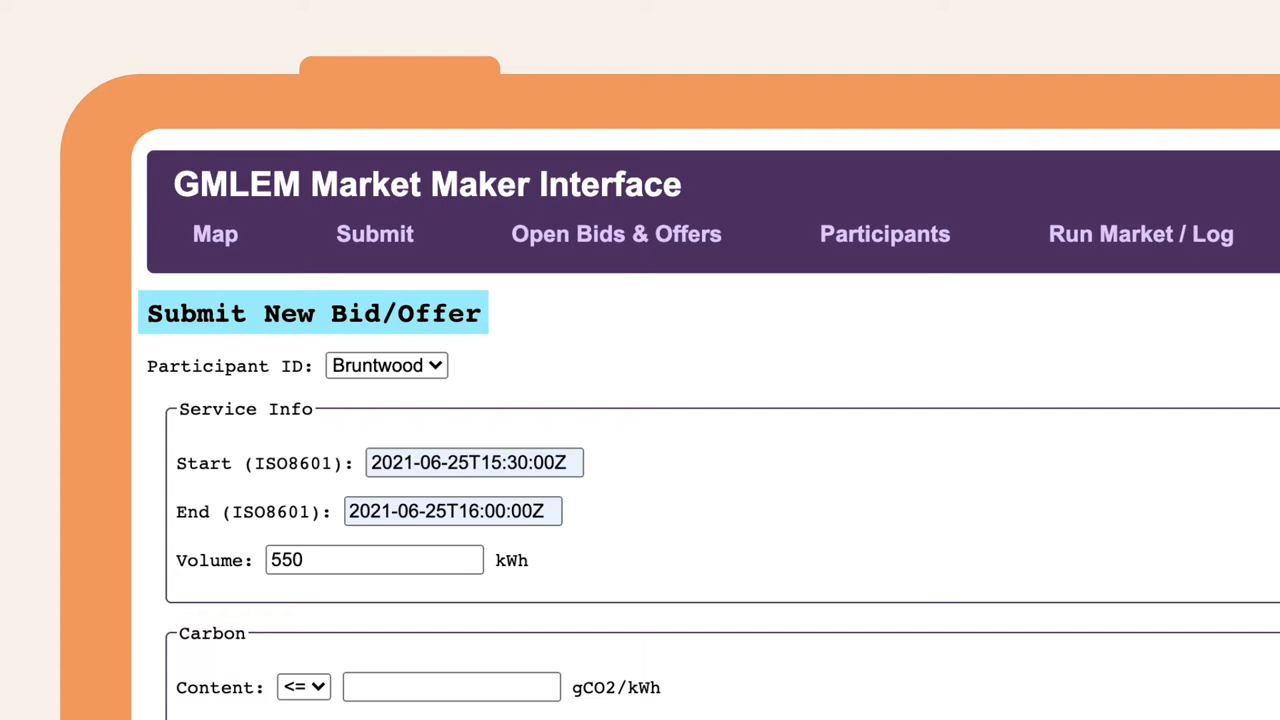 GMLEM Market Maker Interface
Map Submit Open Bids & Offers Participants Run Market / Log
Submit New Bid/Offer
Participant ID: Bruntwood
Service Info
Start (ISO8601): 2021-06-25T15:30:00Z
End (ISO8601): 2021-06-25T16:00:00Z
Volume: 550 kWh
Carbon
Content: <= gCO2/kWh